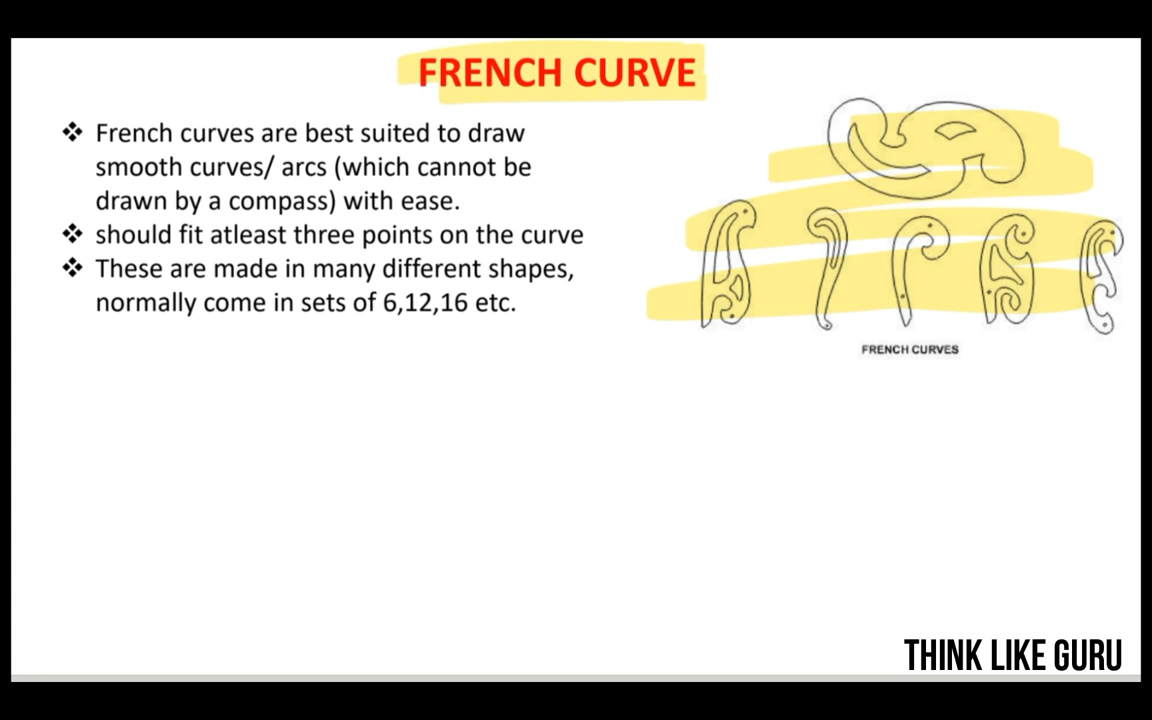 FRENCH CURVE
❖ French curves are best suited to draw
smooth curves/ arcs (which cannot be
drawn by a compass) with ease.
❖ should fit atleast three points on the curve
❖ These are made in many different shapes,
normally come in sets of 6,12,16 etc.
FRENCH CURVES
THINK LIKE GURU